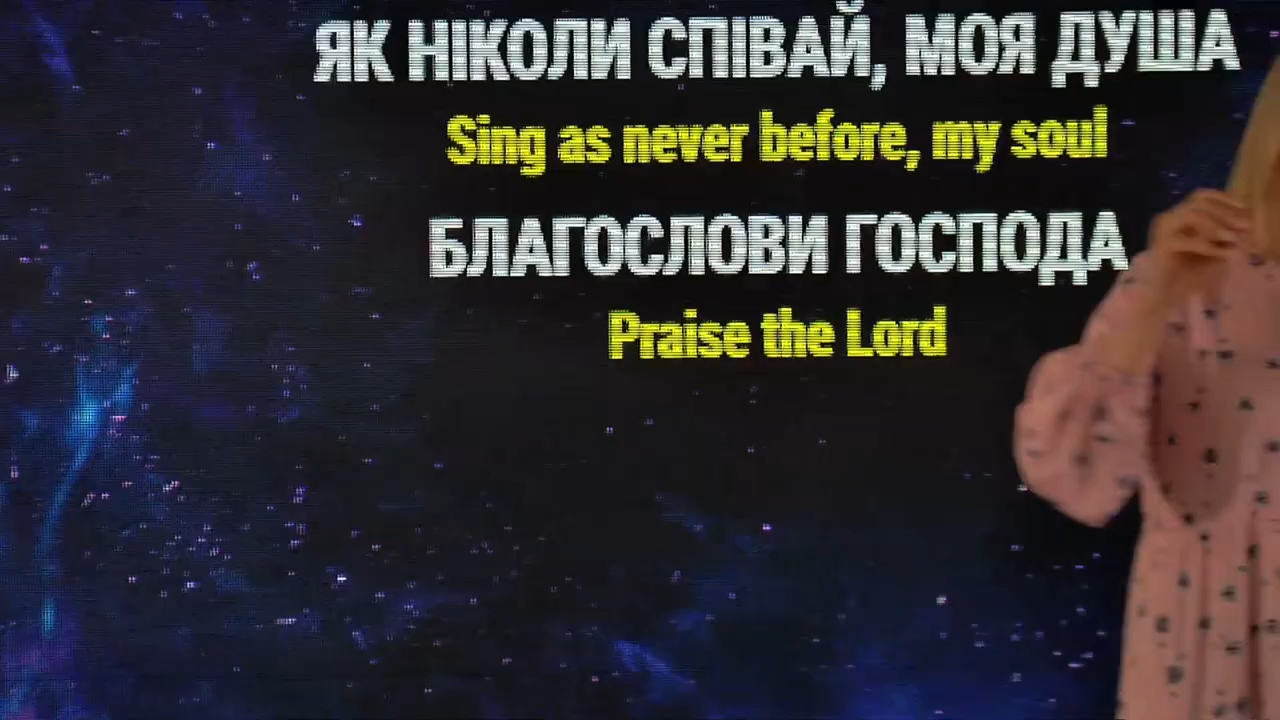 ЯК НІКОЛИ СПІВАЙ, МОЯ ДУША
Sing as never before, my soul
БЛАГОСЛОВИ ГОСПОДА
Praise the Lord